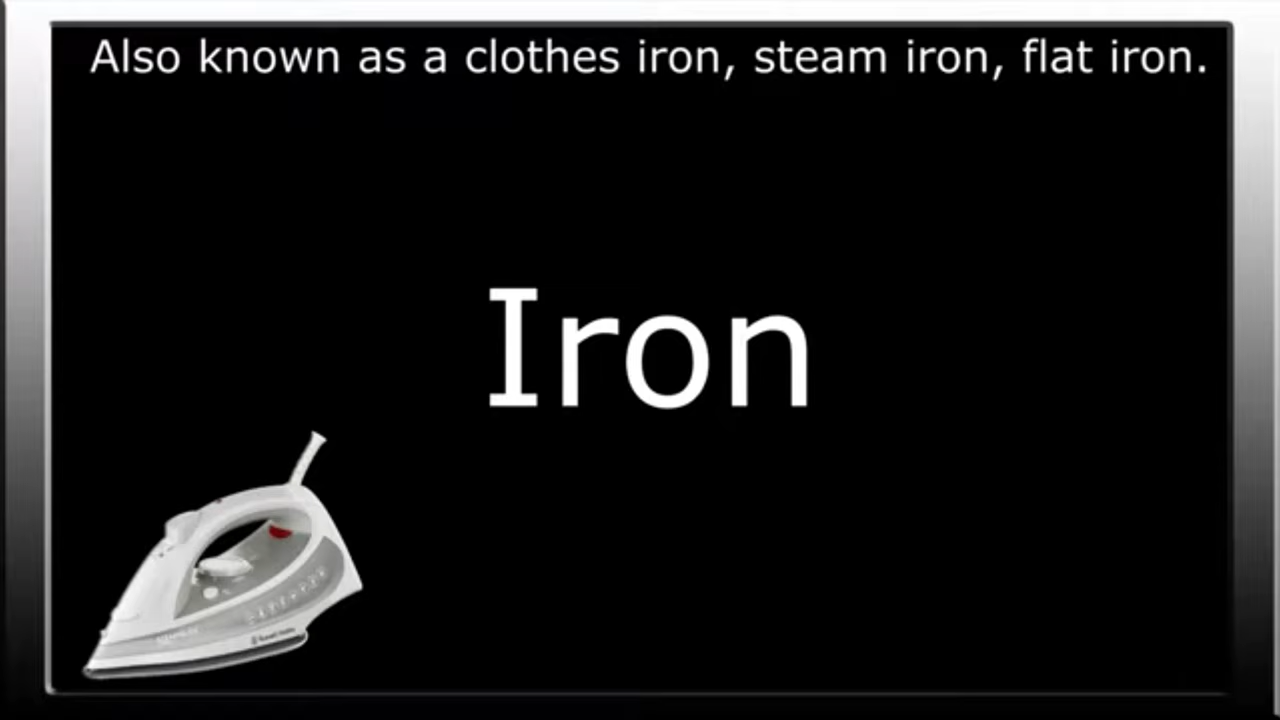 Also known as a clothes iron, steam iron, flat iron.
Iron